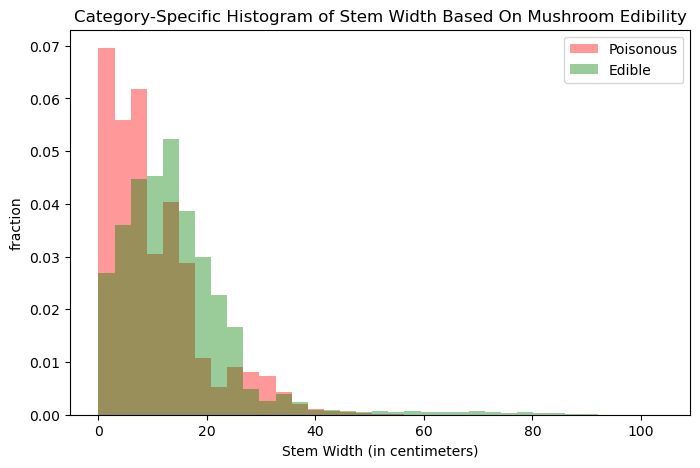 Category-Specific Histogram of Stem Width Based On Mushroom Edibility
Poisonous
Edible
0.07
0.06
0.05
0.04
0.03
0.02
0.01
0.00
fraction
0 20 40 60 80 100
Stem Width (in centimeters)